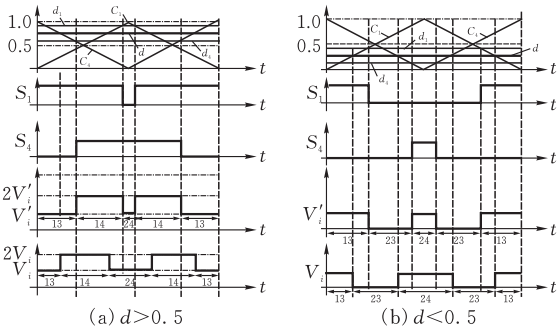 1.0
0.5
d₁
C₃
d
d₄
C₄
t
S₁
t
S₄
t
2V′ᵢ
V′ᵢ
13 14 24 14 13
t
2Vᵢ
Vᵢ
13 14 24 14 13
t
(a) d>0.5
1.0
0.5
C₃
d₁
C₄
d
d₄
t
S₁
t
S₄
t
V′ᵢ
13 23 24 23 13
t
Vᵢ
13 23 24 23 13
t
(b) d<0.5